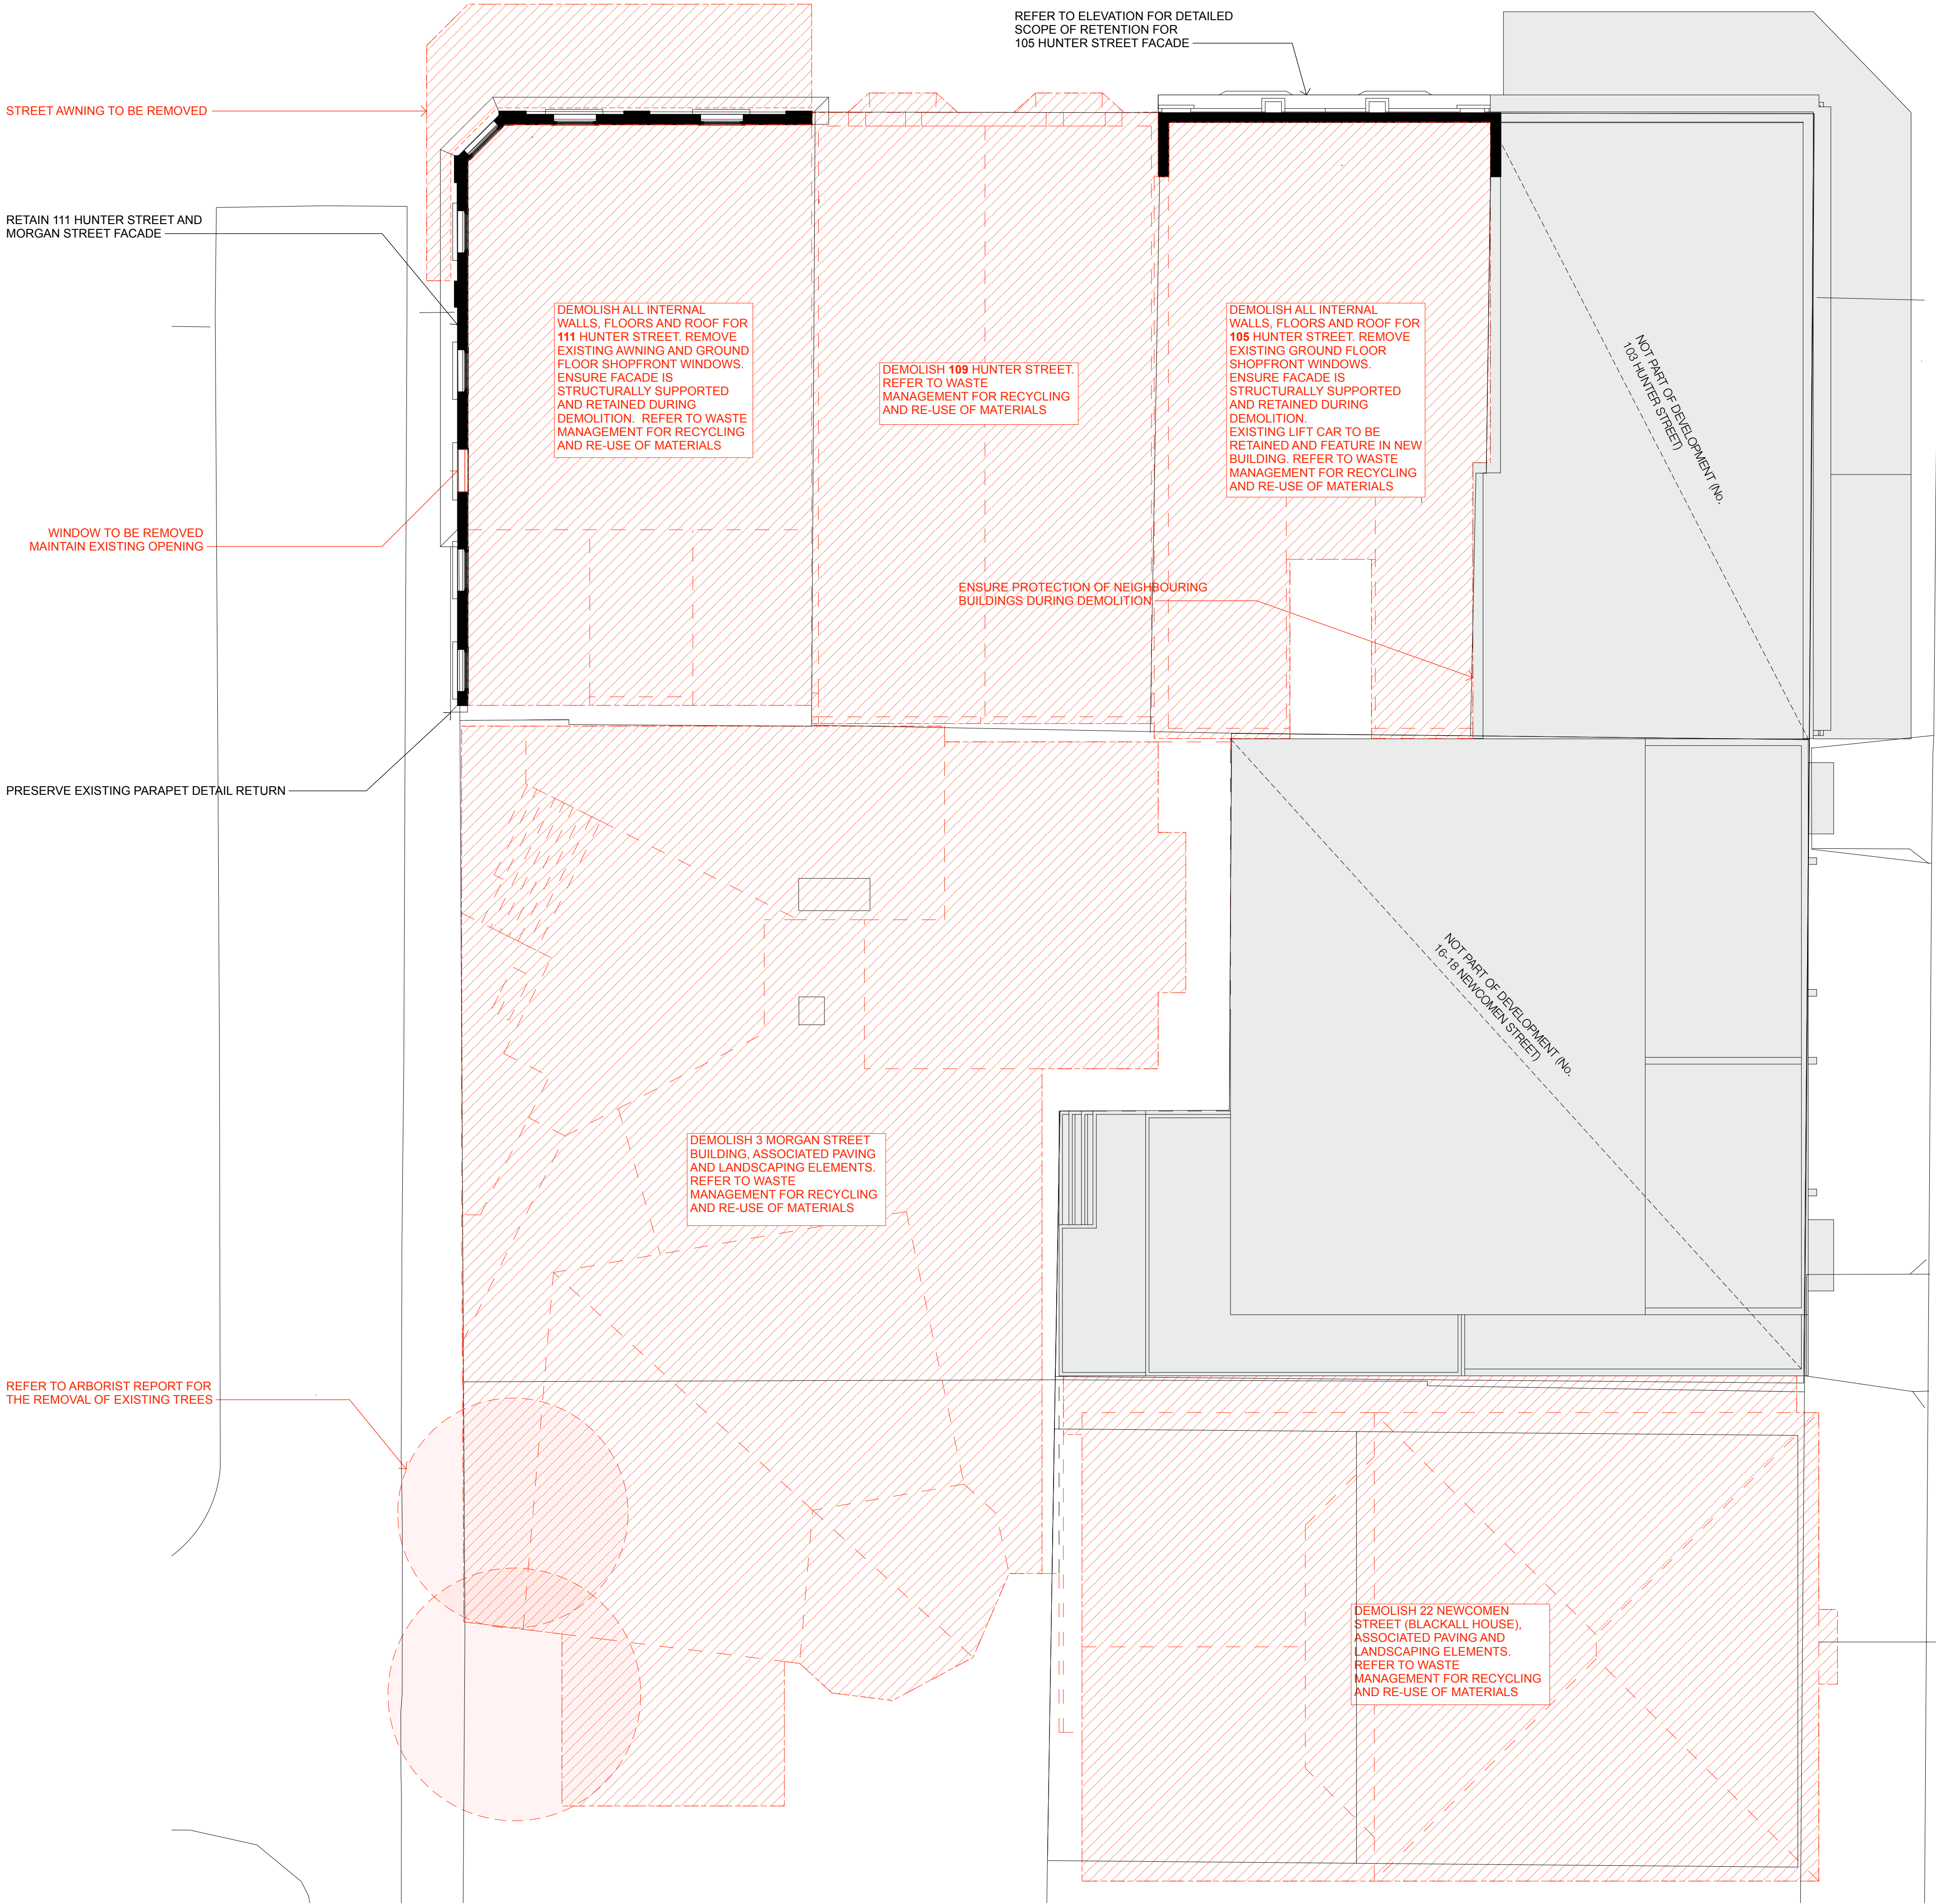 REFER TO ELEVATION FOR DETAILED
SCOPE OF RETENTION FOR
105 HUNTER STREET FACADE
STREET AWNING TO BE REMOVED
RETAIN 111 HUNTER STREET AND
MORGAN STREET FACADE
DEMOLISH ALL INTERNAL
WALLS, FLOORS AND ROOF FOR
111 HUNTER STREET. REMOVE
EXISTING AWNING AND GROUND
FLOOR SHOPFRONT WINDOWS.
ENSURE FACADE IS
STRUCTURALLY SUPPORTED
AND RETAINED DURING
DEMOLITION. REFER TO WASTE
MANAGEMENT FOR RECYCLING
AND RE-USE OF MATERIALS
DEMOLISH 109 HUNTER STREET.
REFER TO WASTE
MANAGEMENT FOR RECYCLING
AND RE-USE OF MATERIALS
DEMOLISH ALL INTERNAL
WALLS, FLOORS AND ROOF FOR
105 HUNTER STREET. REMOVE
EXISTING GROUND FLOOR
SHOPFRONT WINDOWS.
ENSURE FACADE IS
STRUCTURALLY SUPPORTED
AND RETAINED DURING
DEMOLITION.
EXISTING LIFT CAR TO BE
RETAINED AND FEATURE IN NEW
BUILDING. REFER TO WASTE
MANAGEMENT FOR RECYCLING
AND RE-USE OF MATERIALS
NOT PART OF DEVELOPMENT (No.
103 HUNTER STREET)
WINDOW TO BE REMOVED
MAINTAIN EXISTING OPENING
ENSURE PROTECTION OF NEIGHBOURING
BUILDINGS DURING DEMOLITION
PRESERVE EXISTING PARAPET DETAIL RETURN
NOT PART OF DEVELOPMENT (No.
16-18 NEWCOMEN STREET)
DEMOLISH 3 MORGAN STREET
BUILDING, ASSOCIATED PAVING
AND LANDSCAPING ELEMENTS.
REFER TO WASTE
MANAGEMENT FOR RECYCLING
AND RE-USE OF MATERIALS
REFER TO ARBORIST REPORT FOR
THE REMOVAL OF EXISTING TREES
DEMOLISH 22 NEWCOMEN
STREET (BLACKALL HOUSE),
ASSOCIATED PAVING AND
LANDSCAPING ELEMENTS.
REFER TO WASTE
MANAGEMENT FOR RECYCLING
AND RE-USE OF MATERIALS